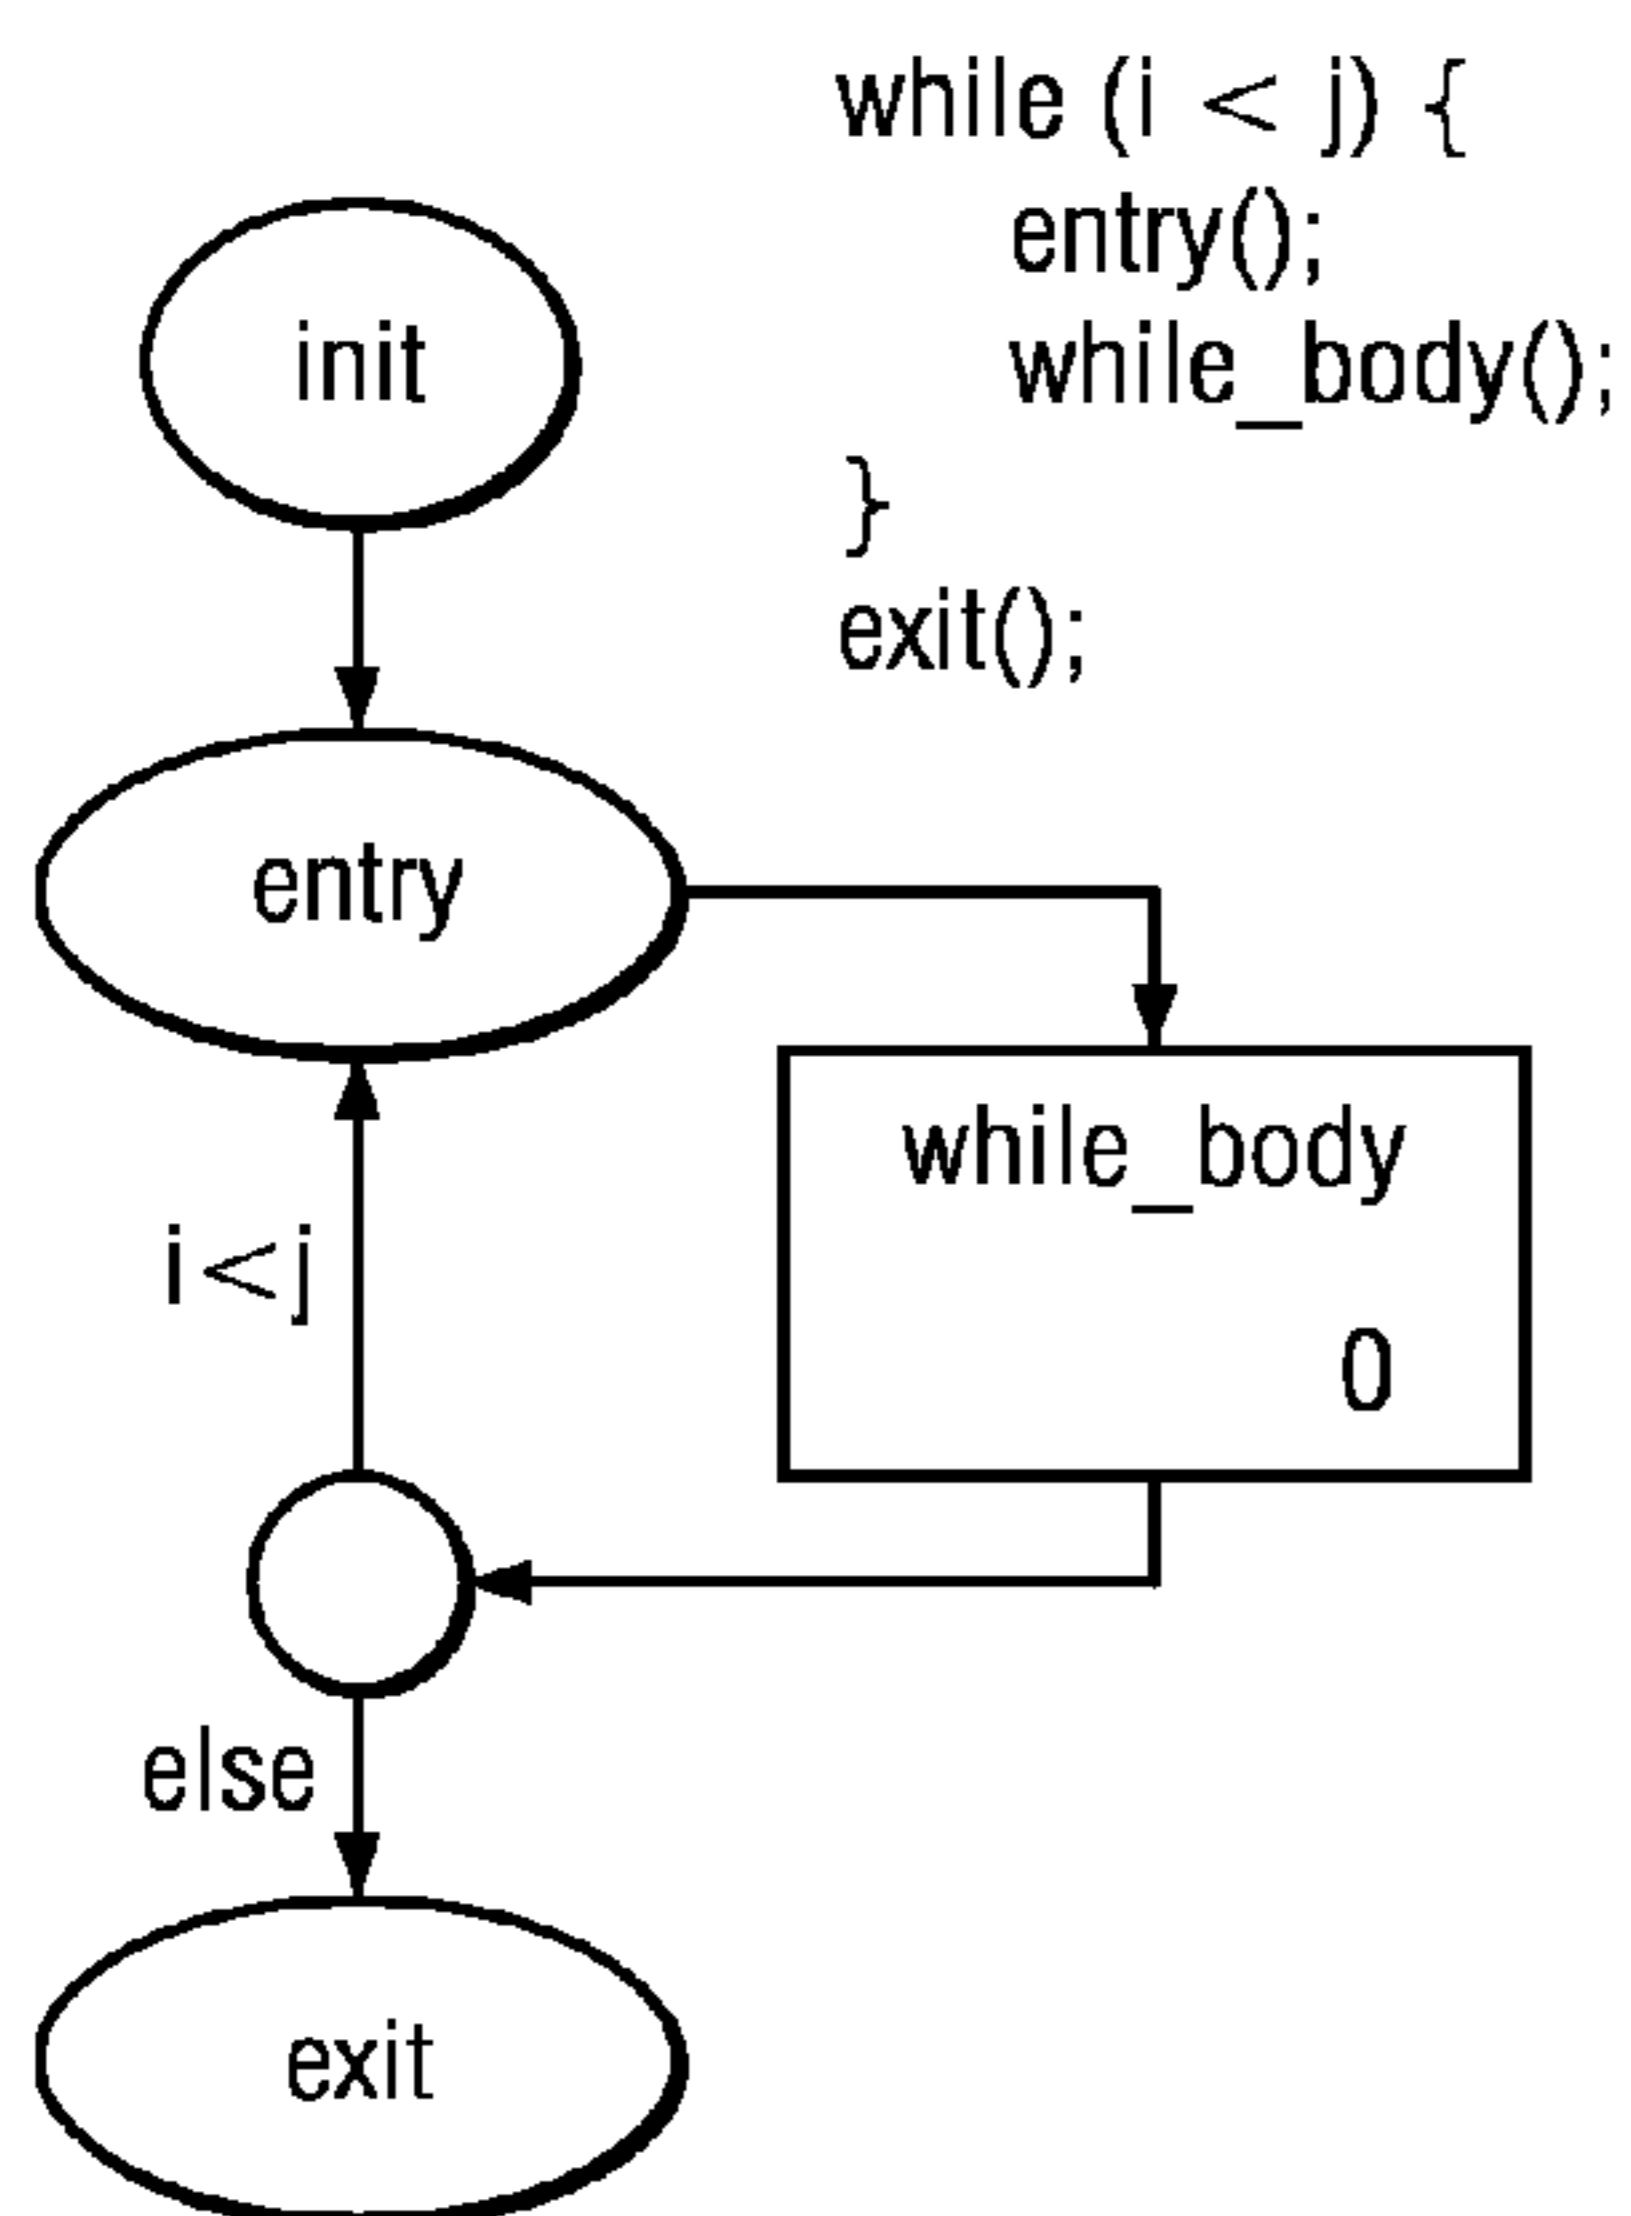 while (i < j) {
entry();
while_body();
}
exit();
init
entry
while_body
0
i<j
else
exit